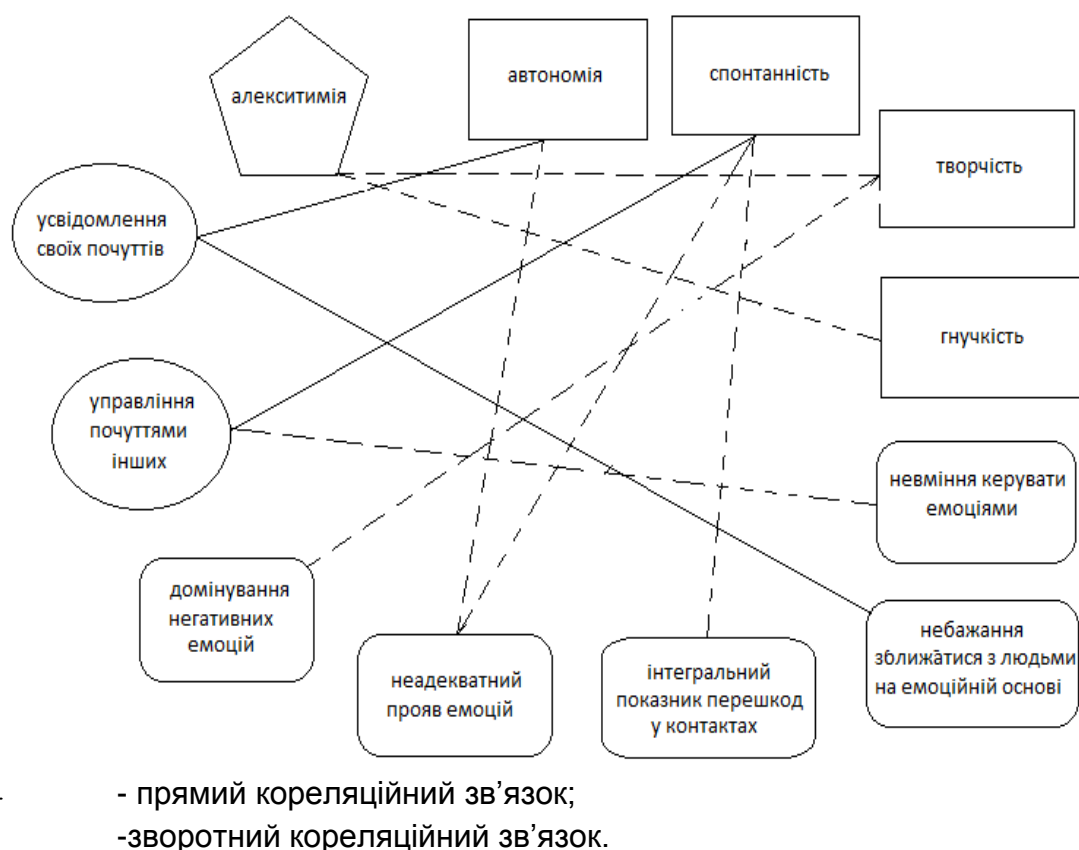 алекситимія
автономія
спонтанність
творчість
усвідомлення
своїх почуттів
гнучкість
управління
почуттями
інших
невміння керувати
емоціями
домінування
негативних
емоцій
неадекватний
прояв емоцій
інтегральний
показник перешкод
у контактах
небажання
зближатися з людьми
на емоційній основі
- прямий кореляційний зв’язок;
-зворотний кореляційний зв’язок.